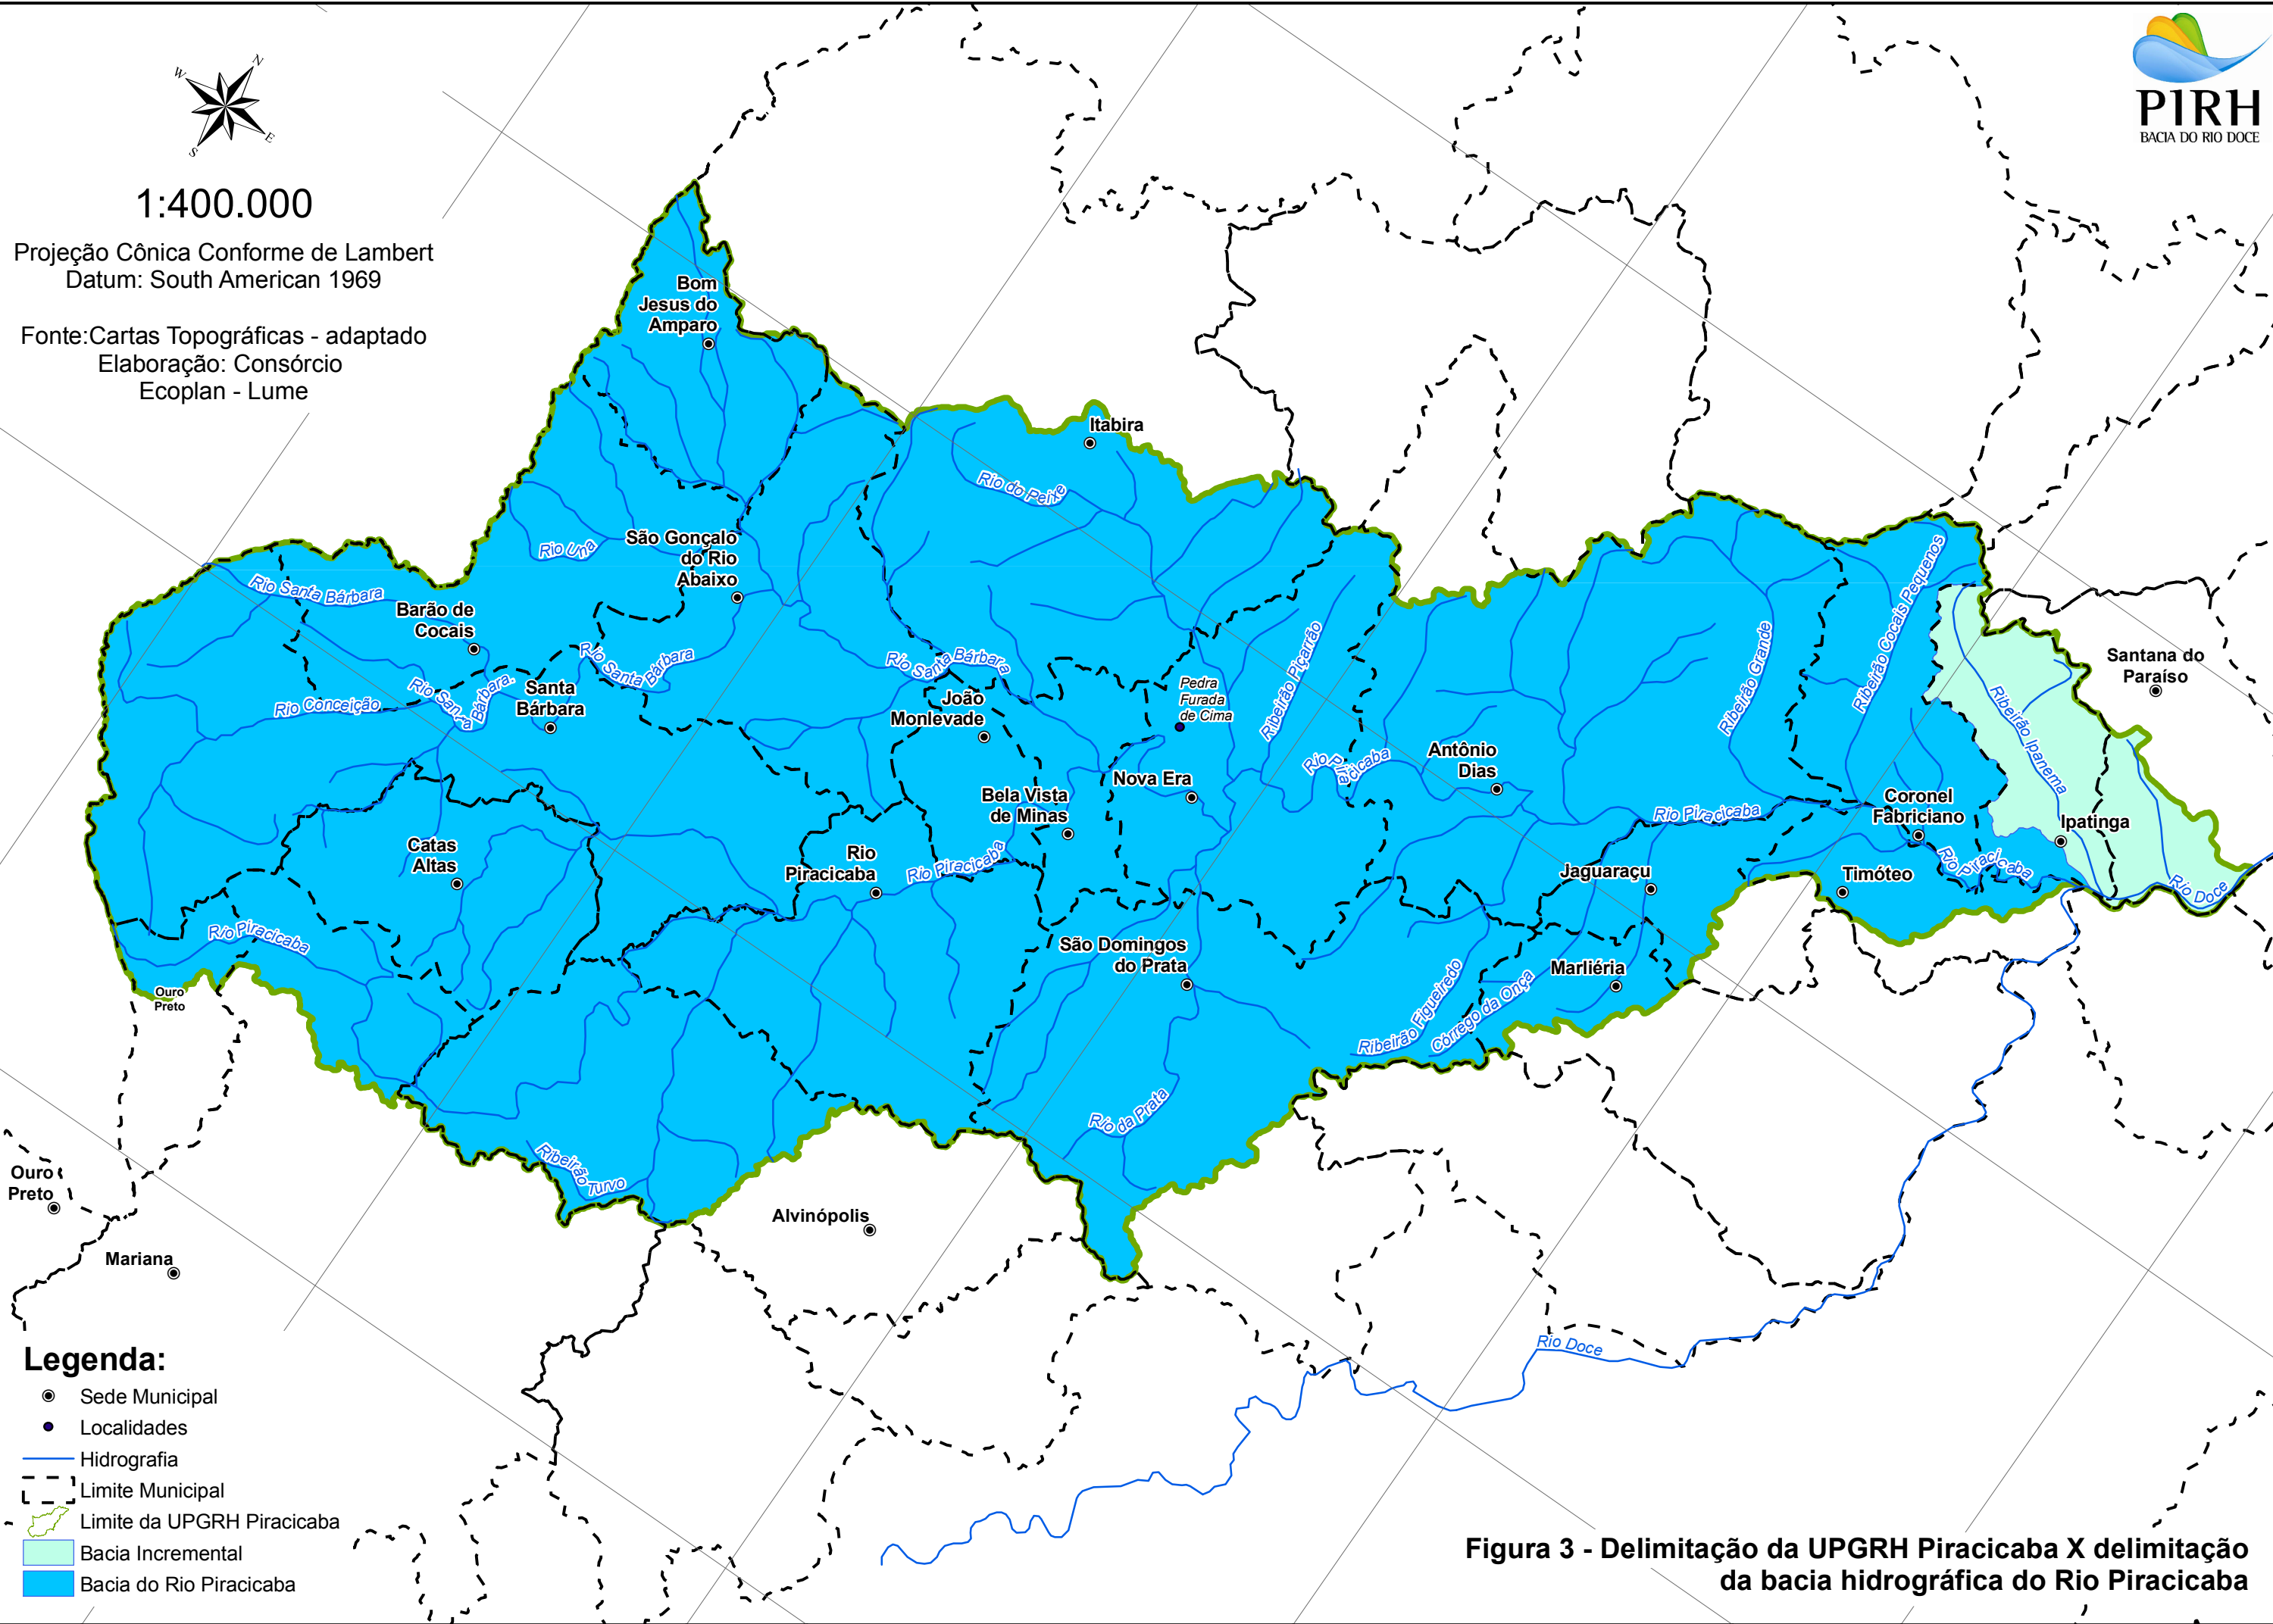 N
W
E
S
1:400.000
Projeção Cônica Conforme de Lambert
Datum: South American 1969
Fonte:Cartas Topográficas - adaptado
Elaboração: Consórcio
Ecoplan - Lume
PIRH
BACIA DO RIO DOCE
Bom
Jesus do
Amparo
Itabira
Rio do Peixe
São Gonçalo
do Rio
Abaixo
Rio Una
Rio Santa Bárbara
Barão de
Cocais
Rio Santa Bárbara
Rio Santa
Bárbara.
Santa
Bárbara
Rio Conceição
Rio Santa Bárbara
João
Monlevade
Pedra
Furada
de Cima
Ribeirão Piçarrão
Rio Piracicaba
Antônio
Dias
Ribeirão Grande
Ribeirão Cocais Pequenos
Ribeirão Ipanema
Santana do
Paraíso
Nova Era
Bela Vista
de Minas
Rio Piracicaba
Coronel
Fabriciano
Ipatinga
Catas
Altas
Rio
Piracicaba
Rio Piracicaba
Jaguaraçu
Timóteo
Rio Piracicaba
Rio Doce
Rio Piracicaba
São Domingos
do Prata
Marliéria
Ribeirão Figueiredo
Córrego da Onça
Ouro
Preto
Rio da Prata
Ribeirão
Turvo
Ouro
Preto
Mariana
Alvinópolis
Rio Doce
Legenda:
Sede Municipal
Localidades
Hidrografia
Limite Municipal
Limite da UPGRH Piracicaba
Bacia Incremental
Bacia do Rio Piracicaba
Figura 3 - Delimitação da UPGRH Piracicaba X delimitação
da bacia hidrográfica do Rio Piracicaba